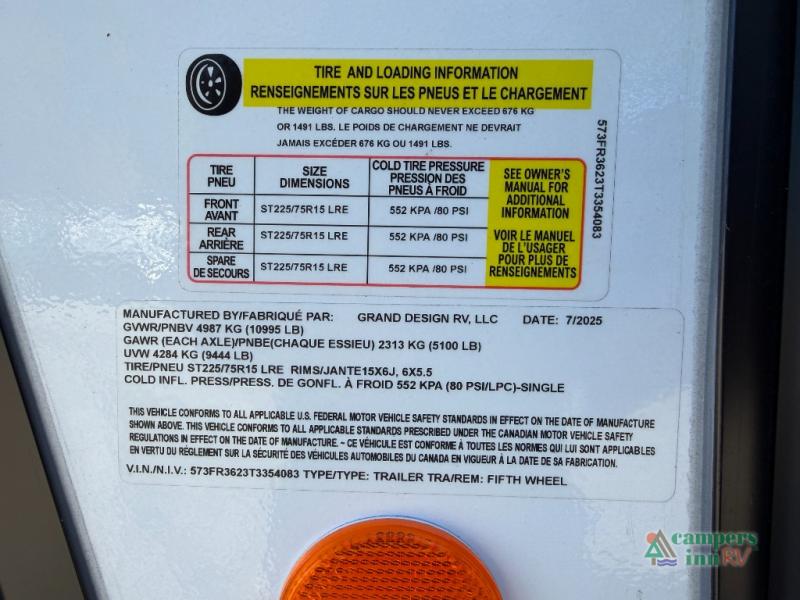 TIRE AND LOADING INFORMATION
RENSEIGNEMENTS SUR LES PNEUS ET LE CHARGEMENT
THE WEIGHT OF CARGO SHOULD NEVER EXCEED 676 KG
OR 1491 LBS. LE POIDS DE CHARGEMENT NE DEVRAIT
JAMAIS EXCÉDER 676 KG OU 1491 LBS.
573FR3623T3354083
TIRE
PNEU
SIZE
DIMENSIONS
COLD TIRE PRESSURE
PRESSION DES
PNEUS À FROID
SEE OWNER'S
MANUAL FOR
ADDITIONAL
INFORMATION
VOIR LE MANUEL
DE L'USAGER
POUR PLUS DE
RENSEIGNEMENTS
FRONT
AVANT
ST225/75R15 LRE
552 KPA /80 PSI
REAR
ARRIÈRE
ST225/75R15 LRE
552 KPA /80 PSI
SPARE
DE SECOURS
ST225/75R15 LRE
552 KPA /80 PSI
MANUFACTURED BY/FABRIQUÉ PAR: GRAND DESIGN RV, LLC DATE: 7/2025
GVWR/PNBV 4987 KG (10995 LB)
GAWR (EACH AXLE)/PNBE(CHAQUE ESSIEU) 2313 KG (5100 LB)
UVW 4284 KG (9444 LB)
TIRE/PNEU ST225/75R15 LRE RIMS/JANTE15X6J, 6X5.5
COLD INFL. PRESS/PRESS. DE GONFL. À FROID 552 KPA (80 PSI/LPC)-SINGLE
THIS VEHICLE CONFORMS TO ALL APPLICABLE U.S. FEDERAL MOTOR VEHICLE SAFETY STANDARDS IN EFFECT ON THE DATE OF MANUFACTURE
SHOWN ABOVE. THIS VEHICLE CONFORMS TO ALL APPLICABLE STANDARDS PRESCRIBED UNDER THE CANADIAN MOTOR VEHICLE SAFETY
REGULATIONS IN EFFECT ON THE DATE OF MANUFACTURE. ~ CE VÉHICULE EST CONFORME À TOUTES LES NORMES QUI LUI SONT APPLICABLES
EN VERTU DU RÉGLEMENT SUR LA SÉCURITÉ DES VÉHICULES AUTOMOBILES DU CANADA EN VIGUEUR À LA DATE DE SA FABRICATION.
V.I.N./N.I.V.: 573FR3623T3354083 TYPE/TYPE: TRAILER TRA/REM: FIFTH WHEEL
campers
inn RV